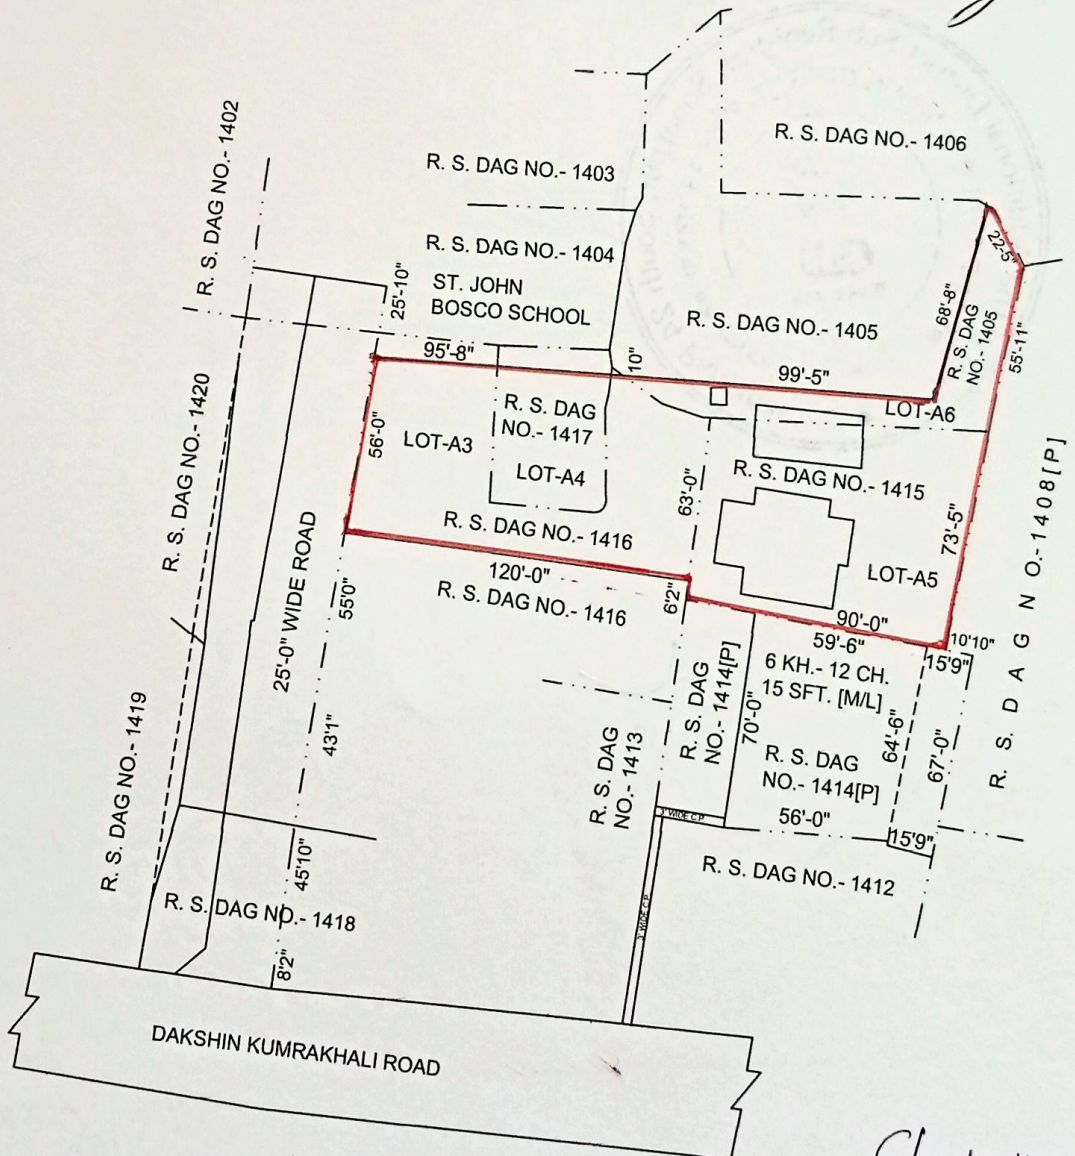 R. S. DAG NO.- 1402
R. S. DAG NO.- 1406
R. S. DAG NO.- 1403
R. S. DAG NO.- 1404
ST. JOHN
BOSCO SCHOOL
25'-10"
22-5"
68'-8"
R. S. DAG
NO.- 1405
55'-11"
R. S. DAG NO.- 1405
95'-8"
10"
99'-5"
R. S. DAG NO.- 1420
56'-0"
LOT-A3
R. S. DAG
NO.- 1417
LOT-A4
LOT-A6
R. S. DAG NO.- 1415
63'-0"
73'-5"
R. S. DAG NO.-1408[P]
R. S. DAG NO.- 1416
LOT-A5
25'-0" WIDE ROAD
120'-0"
R. S. DAG NO.- 1416
55'0"
6'2"
90'-0"
59'-6"
10'10"
15'9"
6 KH.- 12 CH.
15 SFT. [M/L]
R. S. DAG
NO.- 1414[P]
70'-0"
64'-6"
67'-0"
R. S. DAG NO.- 1419
43'1"
R. S. DAG
NO.- 1413
R. S. DAG
NO.- 1414[P]
56'-0"
3' WIDE C.P
15'9"
45'10"
R. S. DAG NO.- 1412
R. S. DAG NO.- 1418
3' WIDE C.P
8'2"
DAKSHIN KUMRAKHALI ROAD